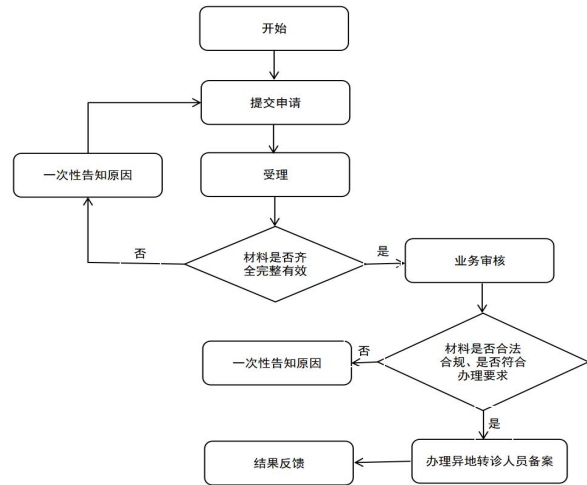 开始
提交申请
一次性告知原因
受理
否
材料是否齐
全完整有效
是
业务审核
一次性告知原因
否
材料是否合法
合规、是否符合
办理要求
是
结果反馈
办理异地转诊人员备案